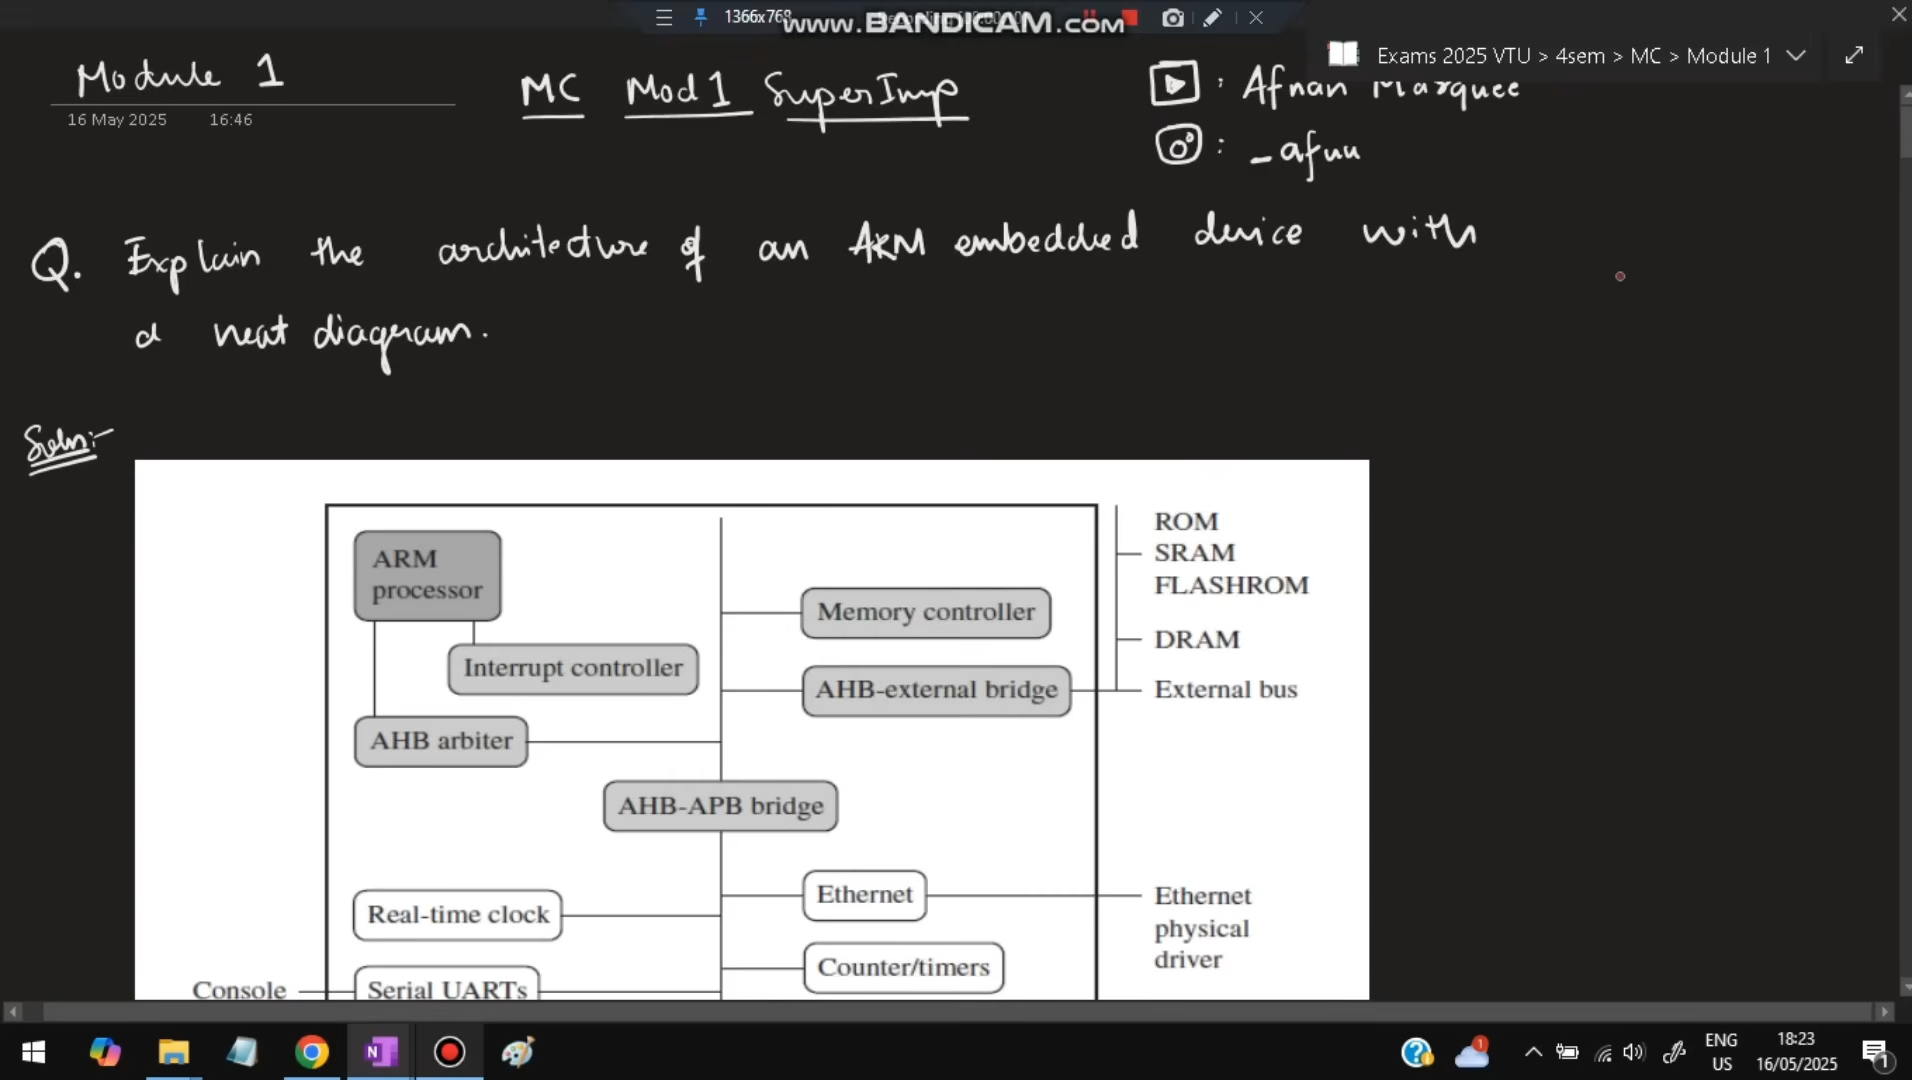 1366x768
www.BANDICAM.com
Exams 2025 VTU > 4sem > MC > Module 1
Module 1
MC Mod 1 SuperImp
: Afnan Marquee
16 May 2025 16:46
: _afuu
Q. Explain the architecture of an ARM embedded device with
a neat diagram.
Soln:-
ARM
processor
Interrupt controller
AHB arbiter
Memory controller
AHB-external bridge
ROM
SRAM
FLASHROM
DRAM
External bus
AHB-APB bridge
Real-time clock
Ethernet
Ethernet
physical
driver
Counter/timers
Console
Serial UARTs
ENG
US
18:23
16/05/2025
1
1